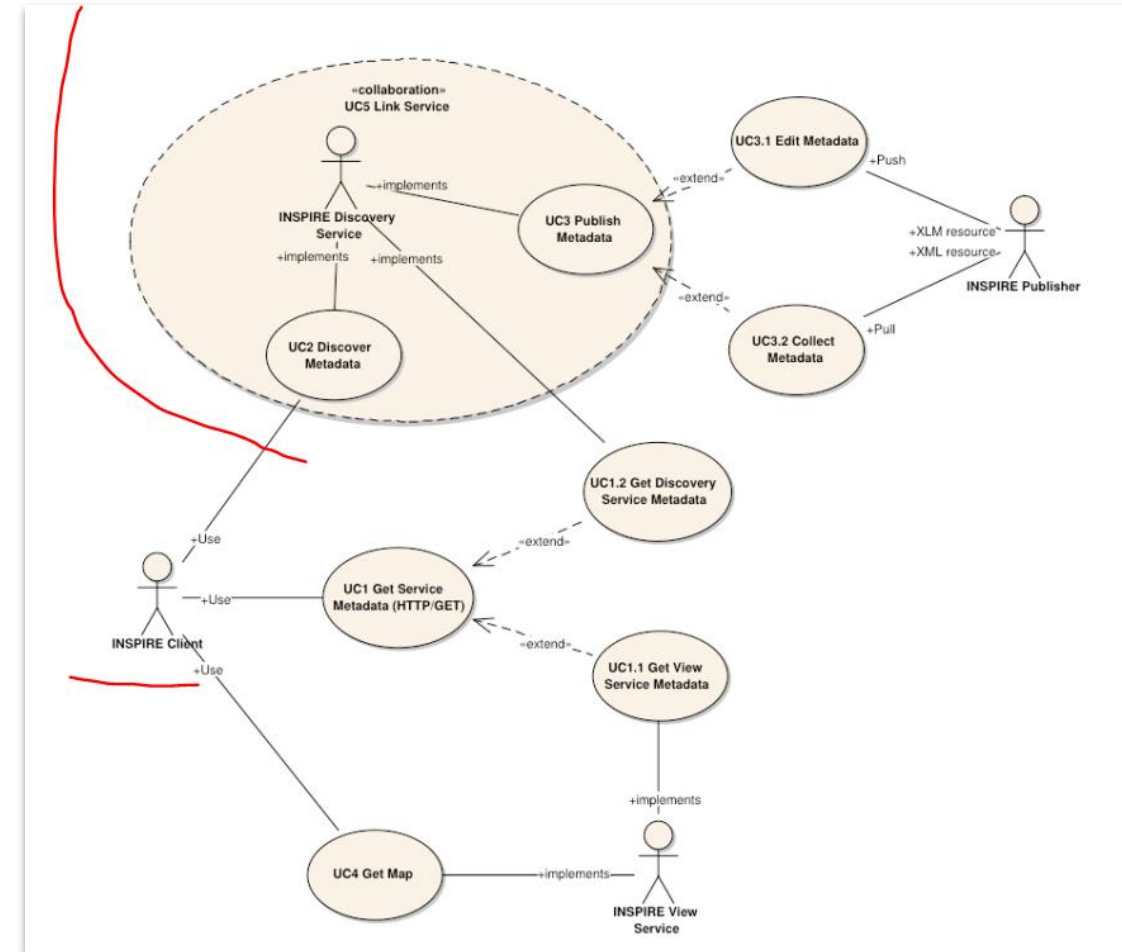 «collaboration»
UC5 Link Service
UC3.1 Edit Metadata
+Push
+implements
«extend»
INSPIRE Discovery
Service
UC3 Publish
Metadata
+XLM resource
+XML resource
INSPIRE Publisher
+implements
+implements
«extend»
+Pull
UC3.2 Collect
Metadata
UC2 Discover
Metadata
UC1.2 Get Discovery
Service Metadata
+Use
«extend»
UC1 Get Service
Metadata (HTTP/GET)
+Use
INSPIRE Client
«extend»
+Use
UC1.1 Get View
Service Metadata
+implements
UC4 Get Map
+implements
INSPIRE View
Service